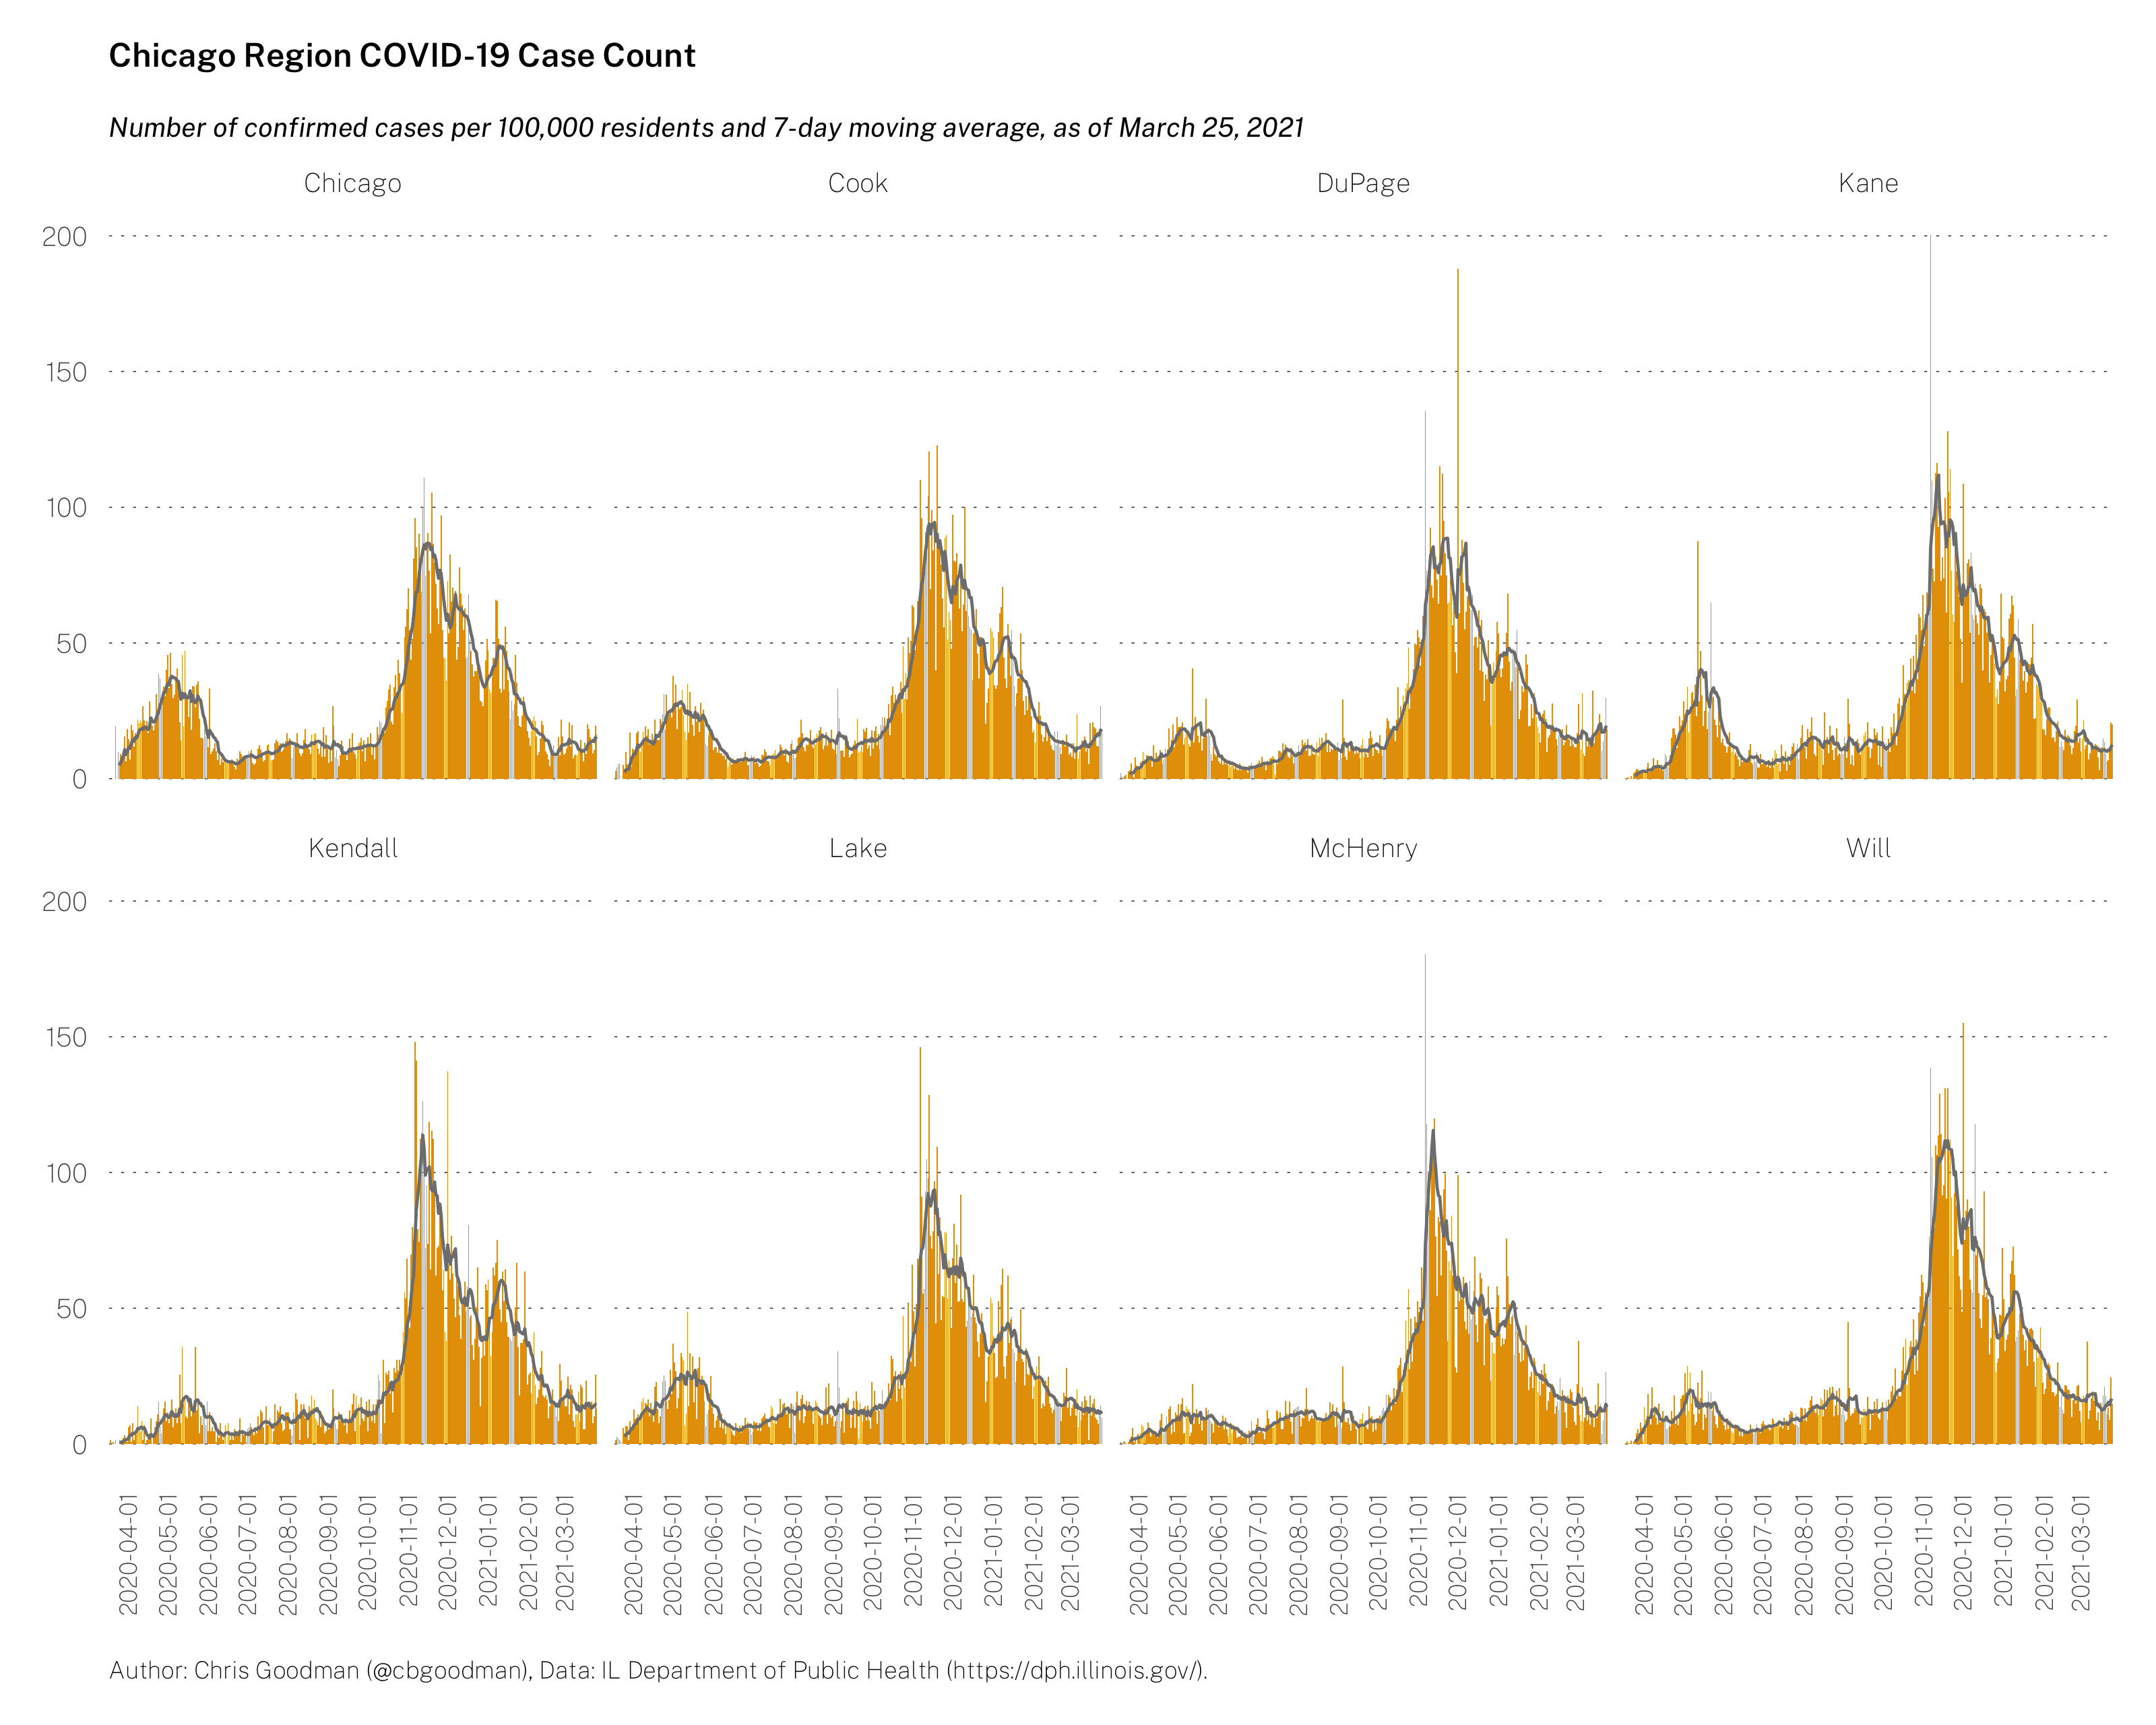 Chicago Region COVID-19 Case Count
Number of confirmed cases per 100,000 residents and 7-day moving average, as of March 25, 2021
Chicago Cook DuPage Kane
200
150
100
50
0
Kendall Lake McHenry Will
200
150
100
50
0
2020-04-01 2020-05-01 2020-06-01 2020-07-01 2020-08-01 2020-09-01 2020-10-01 2020-11-01 2020-12-01 2021-01-01 2021-02-01 2021-03-01
2020-04-01 2020-05-01 2020-06-01 2020-07-01 2020-08-01 2020-09-01 2020-10-01 2020-11-01 2020-12-01 2021-01-01 2021-02-01 2021-03-01
2020-04-01 2020-05-01 2020-06-01 2020-07-01 2020-08-01 2020-09-01 2020-10-01 2020-11-01 2020-12-01 2021-01-01 2021-02-01 2021-03-01
2020-04-01 2020-05-01 2020-06-01 2020-07-01 2020-08-01 2020-09-01 2020-10-01 2020-11-01 2020-12-01 2021-01-01 2021-02-01 2021-03-01
Author: Chris Goodman (@cbgoodman), Data: IL Department of Public Health (https://dph.illinois.gov/).